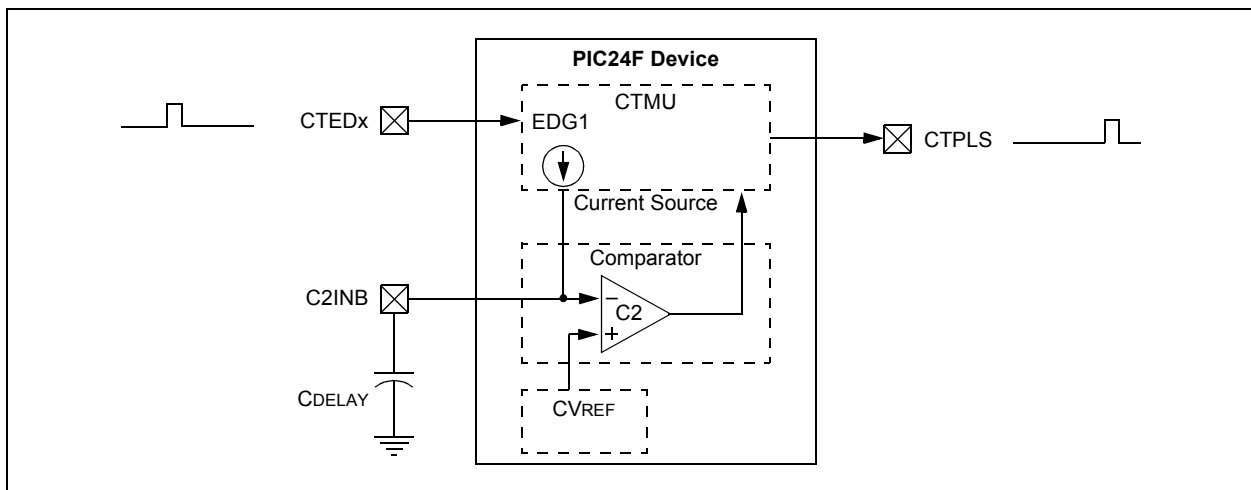 PIC24F Device
CTMU
CTEDx
EDG1
CTPLS
Current Source
Comparator
C2INB
−
C2
+
CDELAY
CVREF